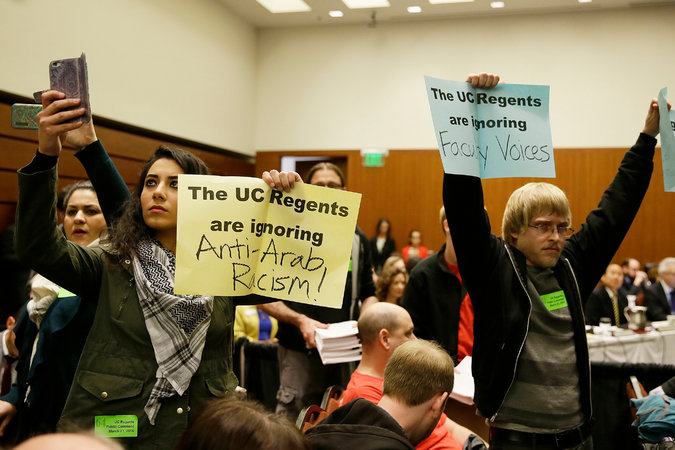 The UC Regents
are ignoring
Anti-Arab
Racism!
The UC Regents
are ignoring
Faculty Voices
UC Regents
Public Comment